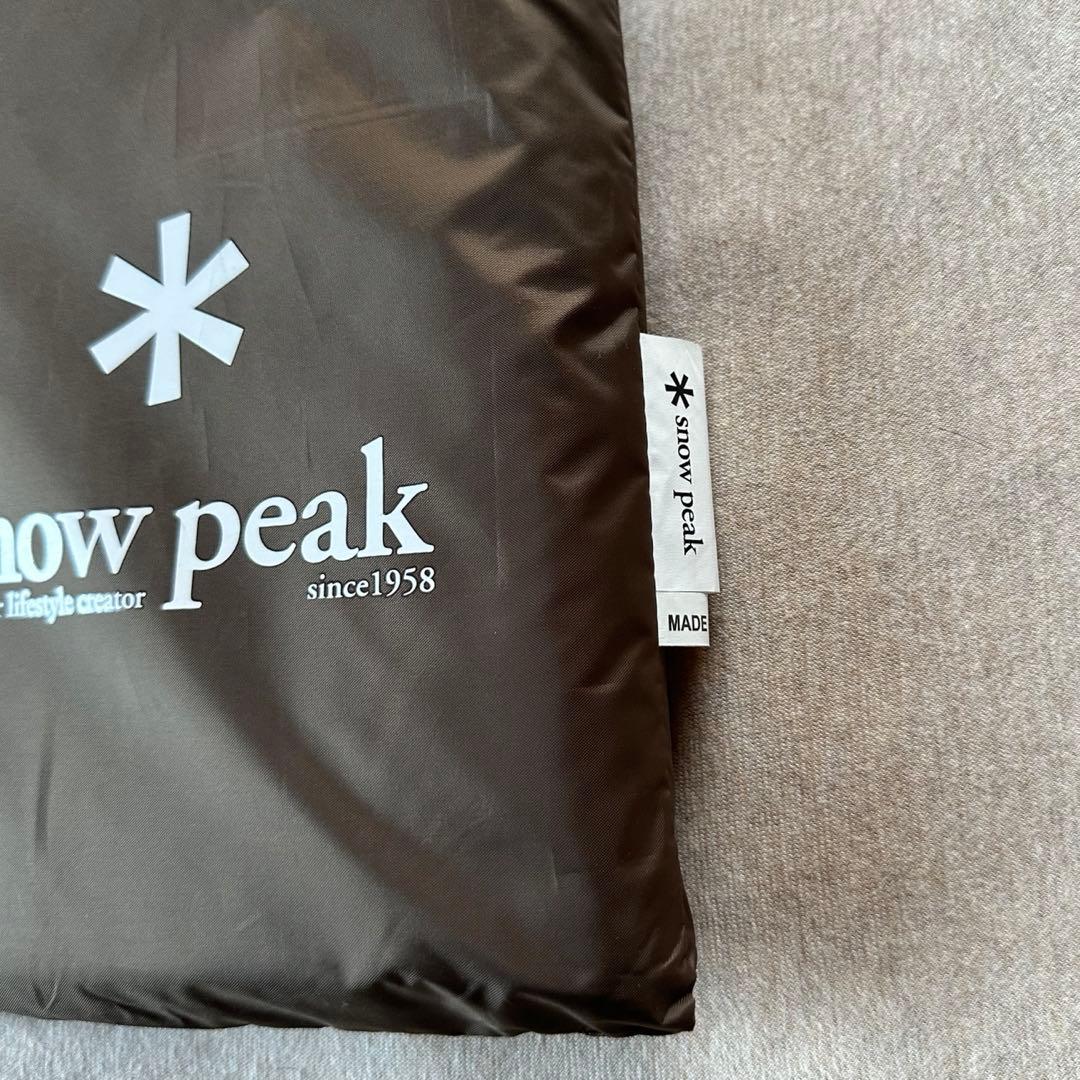 now peak
since1958
lifestyle creator
snow peak
MADE